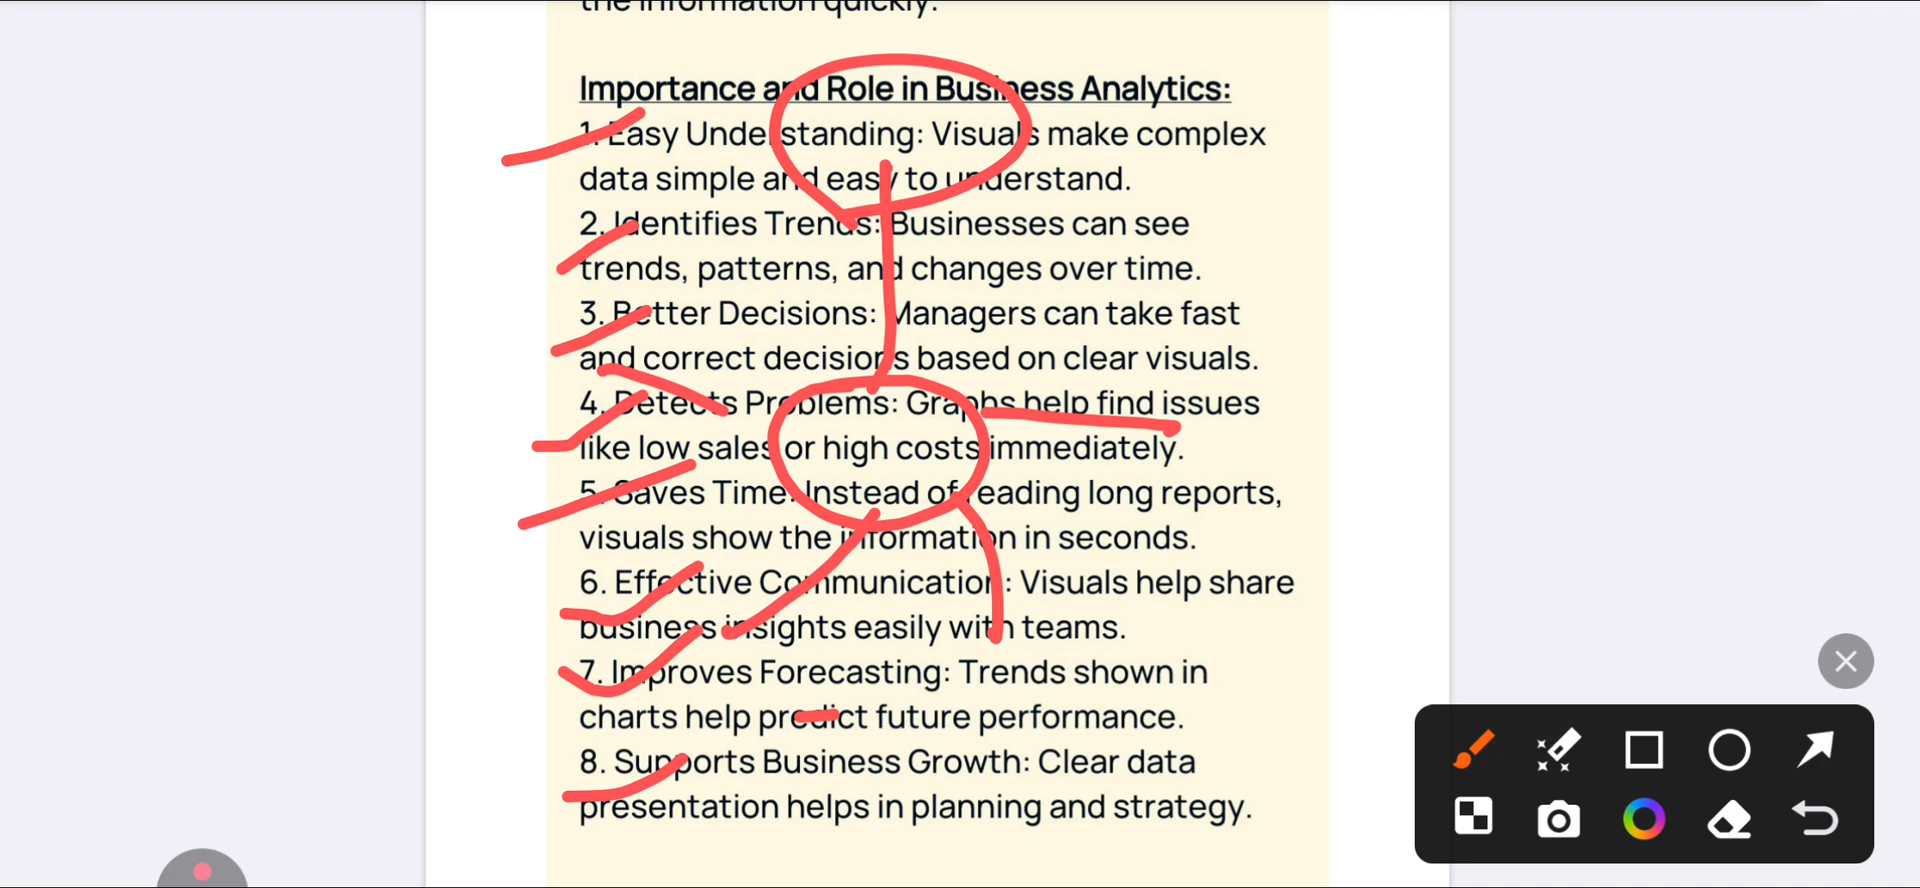 the information quickly.
Importance and Role in Business Analytics:
1. Easy Understanding: Visuals make complex
data simple and easy to understand.
2. Identifies Trends: Businesses can see
trends, patterns, and changes over time.
3. Better Decisions: Managers can take fast
and correct decisions based on clear visuals.
4. Detects Problems: Graphs help find issues
like low sales or high costs immediately.
5. Saves Time: Instead of reading long reports,
visuals show the information in seconds.
6. Effective Communication: Visuals help share
business insights easily with teams.
7. Improves Forecasting: Trends shown in
charts help predict future performance.
8. Supports Business Growth: Clear data
presentation helps in planning and strategy.